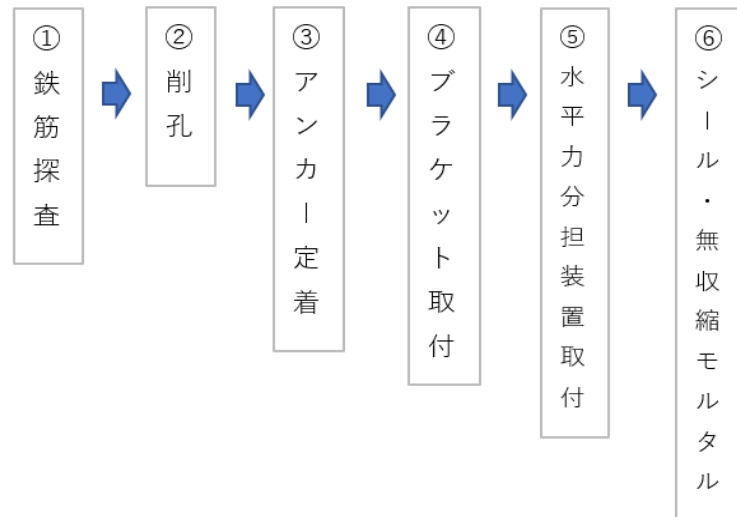 ①鉄筋探査
②削孔
③アンカー定着
④ブラケット取付
⑤水平力分担装置取付
⑥シール・無収縮モルタル